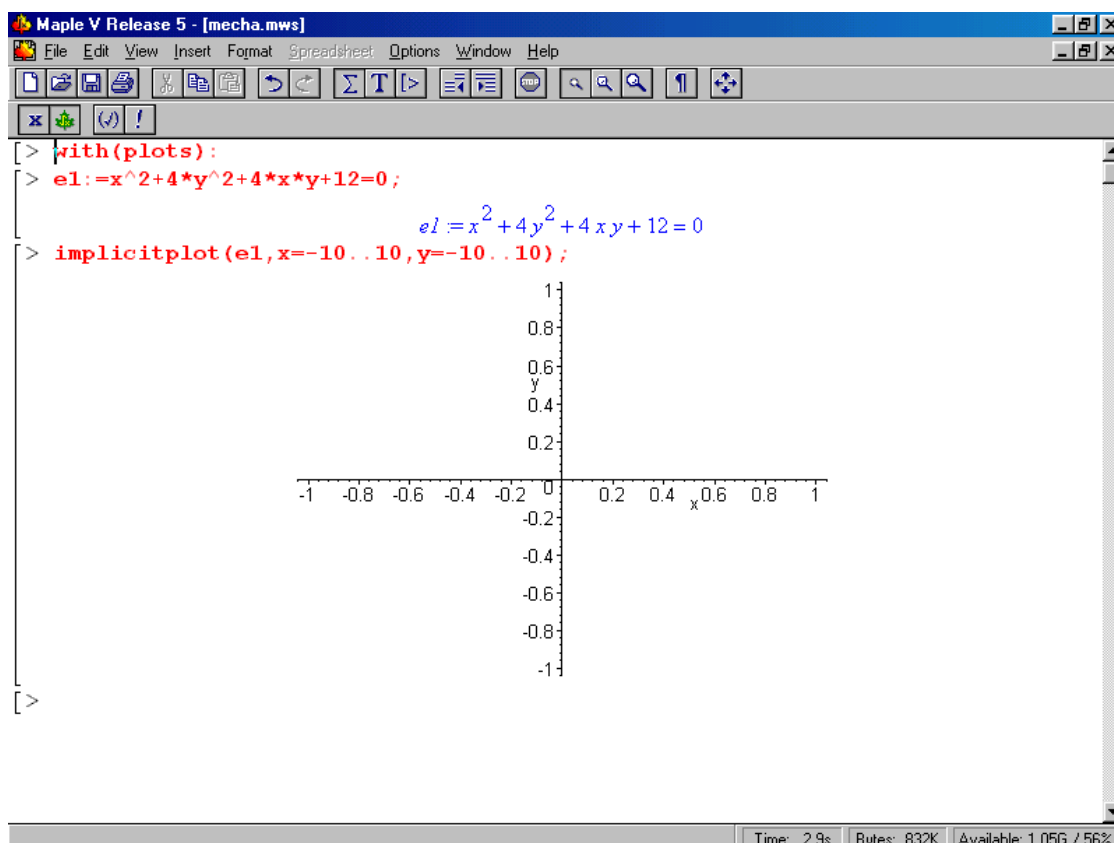 Maple V Release 5 - [mecha.mws]
File Edit View Insert Format Spreadsheet Options Window Help
Σ T [> STOP ¶
x (√) !
[> with(plots):
[> e1:=x^2+4*y^2+4*x*y+12=0;
e1 := x² + 4 y² + 4 x y + 12 = 0
[> implicitplot(e1,x=-10..10,y=-10..10);
1
0.8
0.6
y
0.4
0.2
-1 -0.8 -0.6 -0.4 -0.2 0 0.2 0.4 x 0.6 0.8 1
-0.2
-0.4
-0.6
-0.8
-1
[>
Time: 2.9s Bytes: 832K Available: 1.05G / 56%